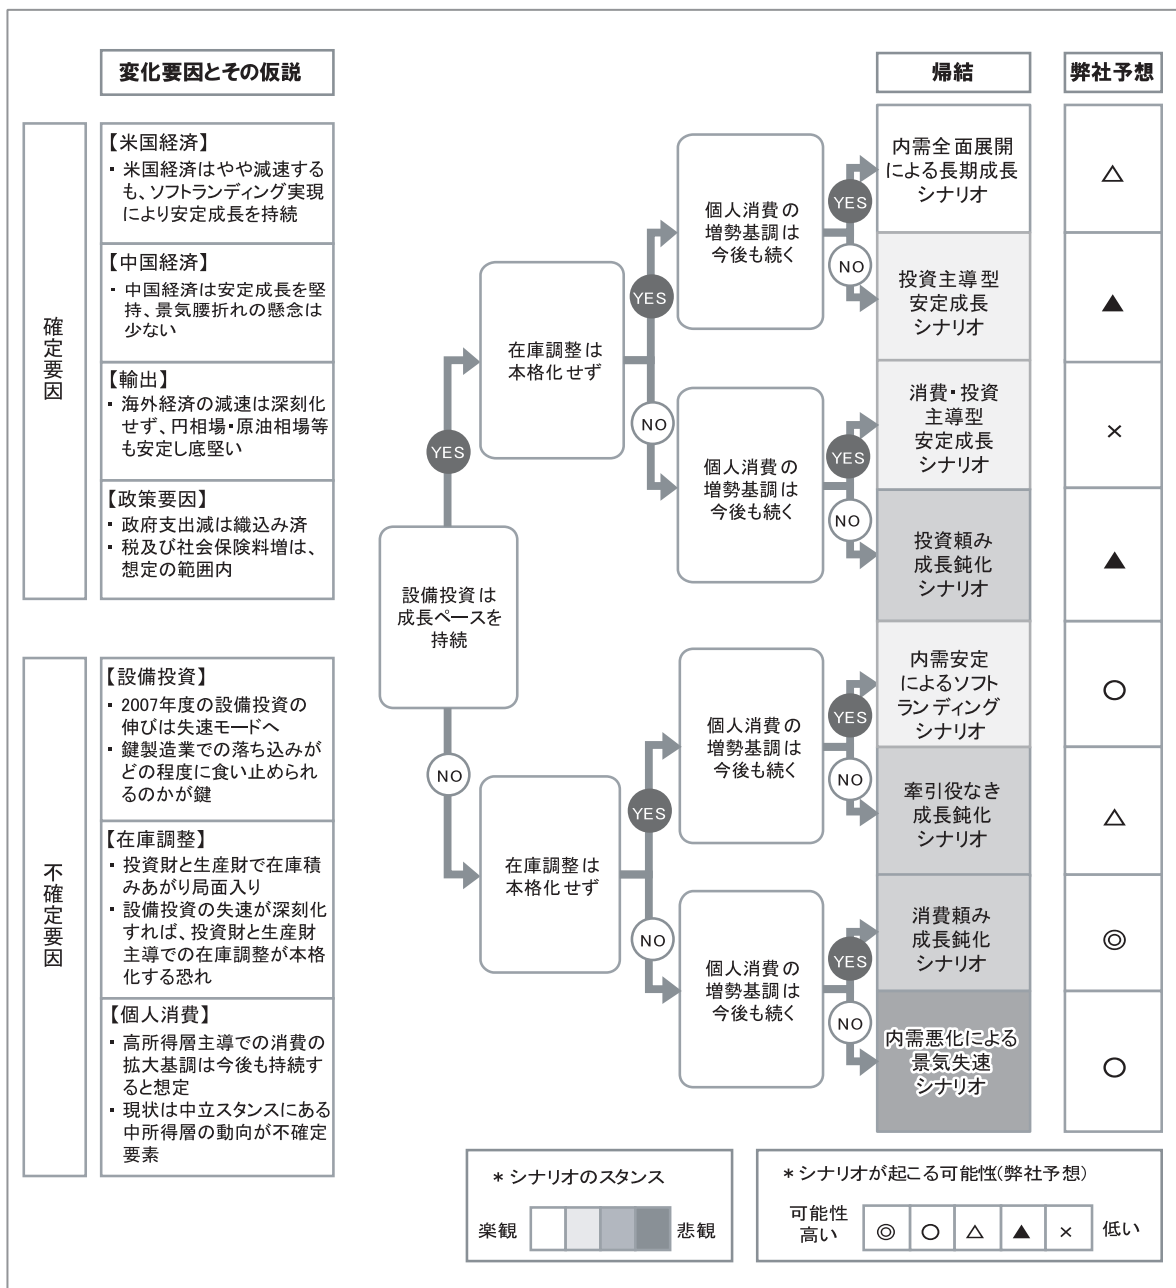 変化要因とその仮説
帰結
弊社予想
確定要因
【米国経済】
・ 米国経済はやや減速する
も、ソフトランディング実現
により安定成長を持続
【中国経済】
・ 中国経済は安定成長を堅
持、景気腰折れの懸念は
少ない
【輸出】
・ 海外経済の減速は深刻化
せず、円相場・原油相場等
も安定し底堅い
【政策要因】
・ 政府支出減は織込み済
・ 税及び社会保険料増は、
想定の範囲内
不確定要因
【設備投資】
・ 2007年度の設備投資の
伸びは失速モードへ
・ 鍵製造業での落ち込みが
どの程度に食い止められ
るのかが鍵
【在庫調整】
・ 投資財と生産財で在庫積
みあがり局面入り
・ 設備投資の失速が深刻化
すれば、投資財と生産財
主導での在庫調整が本格
化する恐れ
【個人消費】
・ 高所得層主導での消費の
拡大基調は今後も持続す
ると想定
・ 現状は中立スタンスにある
中所得層の動向が不確定
要素
設備投資は
成長ペースを
持続
YES
NO
在庫調整は
本格化せず
YES
NO
在庫調整は
本格化せず
YES
NO
個人消費の
増勢基調は
今後も続く
YES
NO
個人消費の
増勢基調は
今後も続く
YES
NO
個人消費の
増勢基調は
今後も続く
YES
NO
個人消費の
増勢基調は
今後も続く
YES
NO
内需全面展開
による長期成長
シナリオ
△
投資主導型
安定成長
シナリオ
▲
消費・投資
主導型
安定成長
シナリオ
×
投資頼み
成長鈍化
シナリオ
▲
内需安定
によるソフト
ランディング
シナリオ
○
牽引役なき
成長鈍化
シナリオ
△
消費頼み
成長鈍化
シナリオ
◎
内需悪化による
景気失速
シナリオ
○
＊シナリオのスタンス
楽観
悲観
＊シナリオが起こる可能性(弊社予想)
可能性
高い
◎ ○ △ ▲ ×
低い